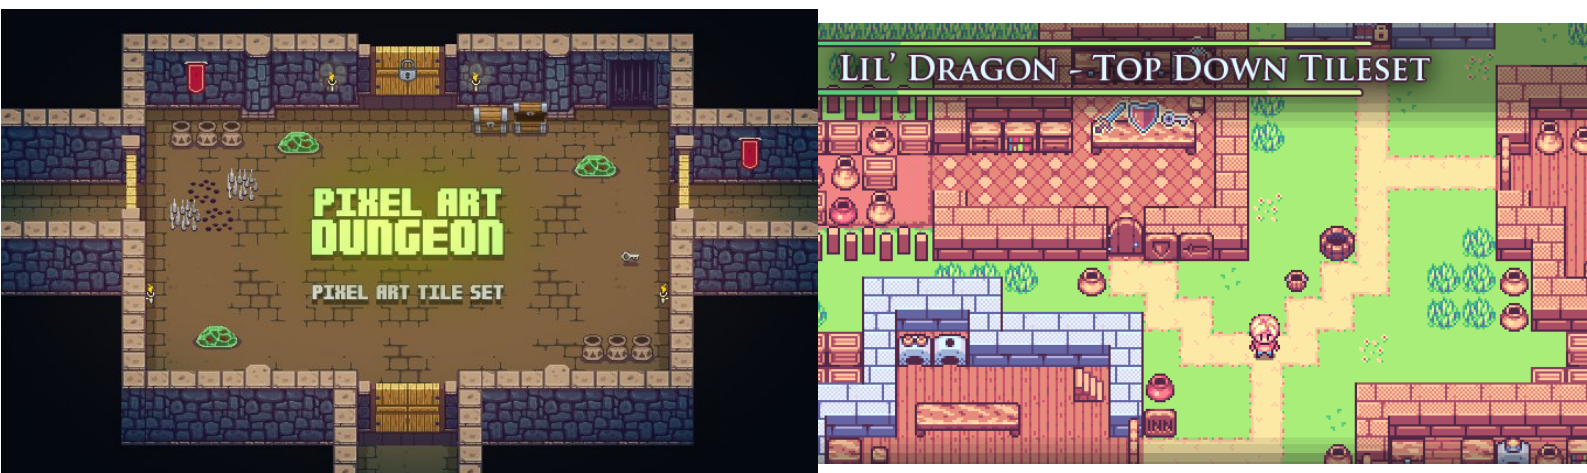 PIXEL ART
DUNGEON
PIXEL ART TILE SET
LIL' DRAGON - TOP DOWN TILESET
INN